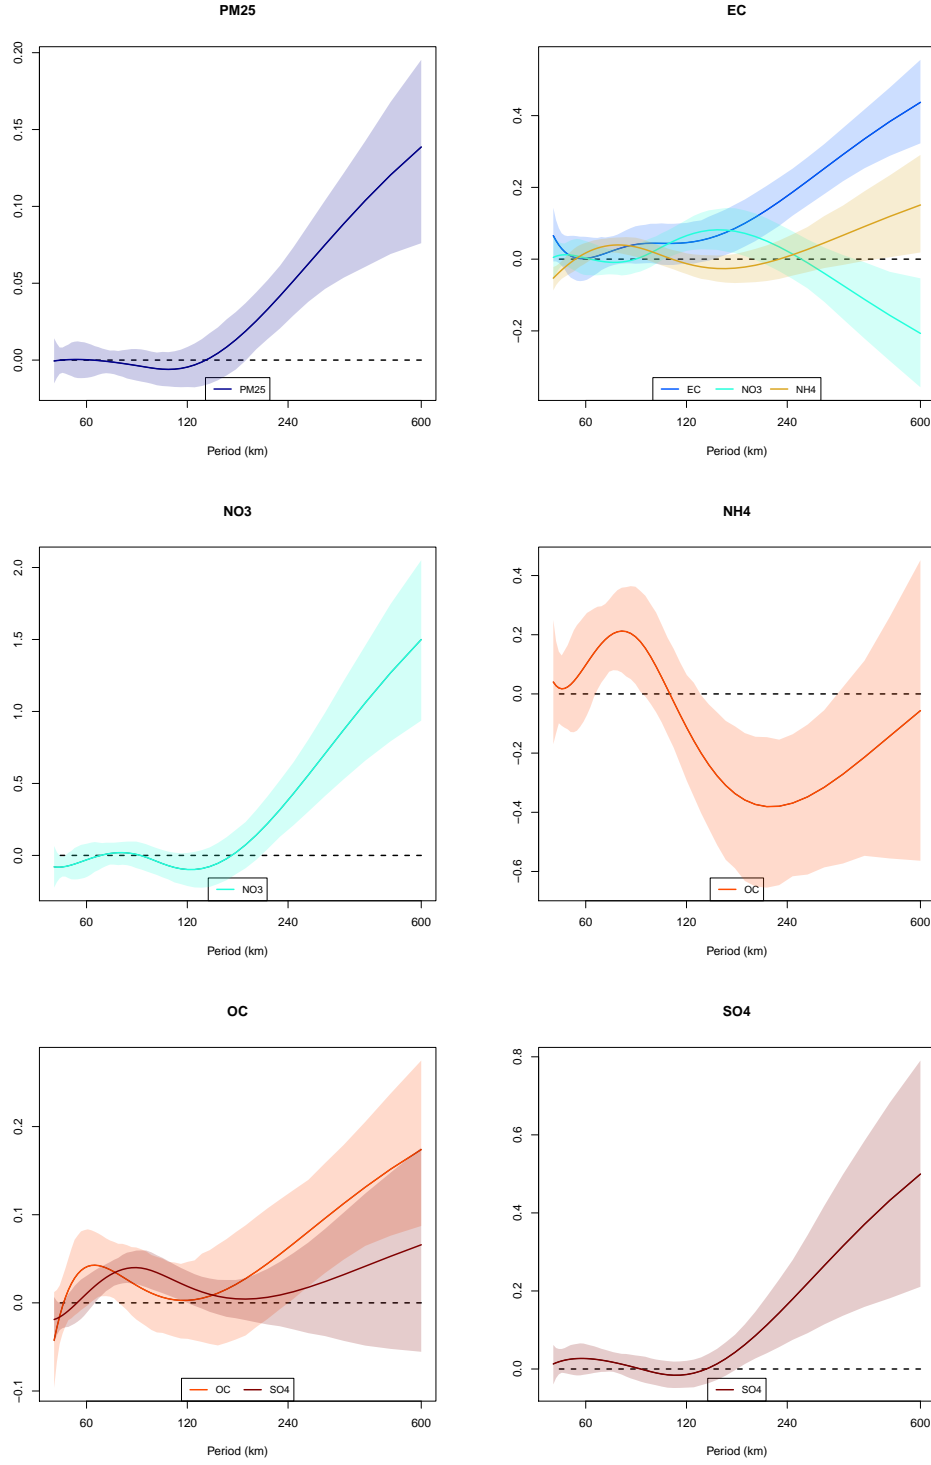 PM25
0.20
0.15
0.10
0.05
0.00
PM25
60 120 240 600
Period (km)
EC
0.4
0.2
0.0
−0.2
EC NO3 NH4
60 120 240 600
Period (km)
NO3
2.0
1.5
1.0
0.5
0.0
NO3
60 120 240 600
Period (km)
NH4
0.4
0.2
0.0
−0.2
−0.4
−0.6
OC
60 120 240 600
Period (km)
OC
0.2
0.1
0.0
−0.1
OC SO4
60 120 240 600
Period (km)
SO4
0.8
0.6
0.4
0.2
0.0
SO4
60 120 240 600
Period (km)